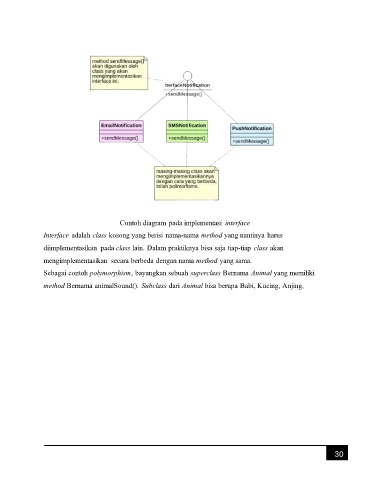 method sendMessage()
akan digunakan oleh
class yang akan
mengimplementasikan
interface ini.
IterfaceNotification
+sendMessage()
EmailNotification
+sendMessage()
SMSNotification
+sendMessage()
PushNotification
+sendMessage()
masing-masing class akan
mengimplementasikannya
dengan cara yang berbeda.
inilah polimorfisme.
Contoh diagram pada implementasi interface
Interface adalah class kosong yang berisi nama-nama method yang nantinya harus
diimplementasikan pada class lain. Dalam praktiknya bisa saja tiap-tiap class akan
mengimplementasikan secara berbeda dengan nama method yang sama.
Sebagai contoh polymorphism, bayangkan sebuah superclass Bernama Animal yang memiliki
method Bernama animalSound(). Subclass dari Animal bisa berupa Babi, Kucing, Anjing,
30